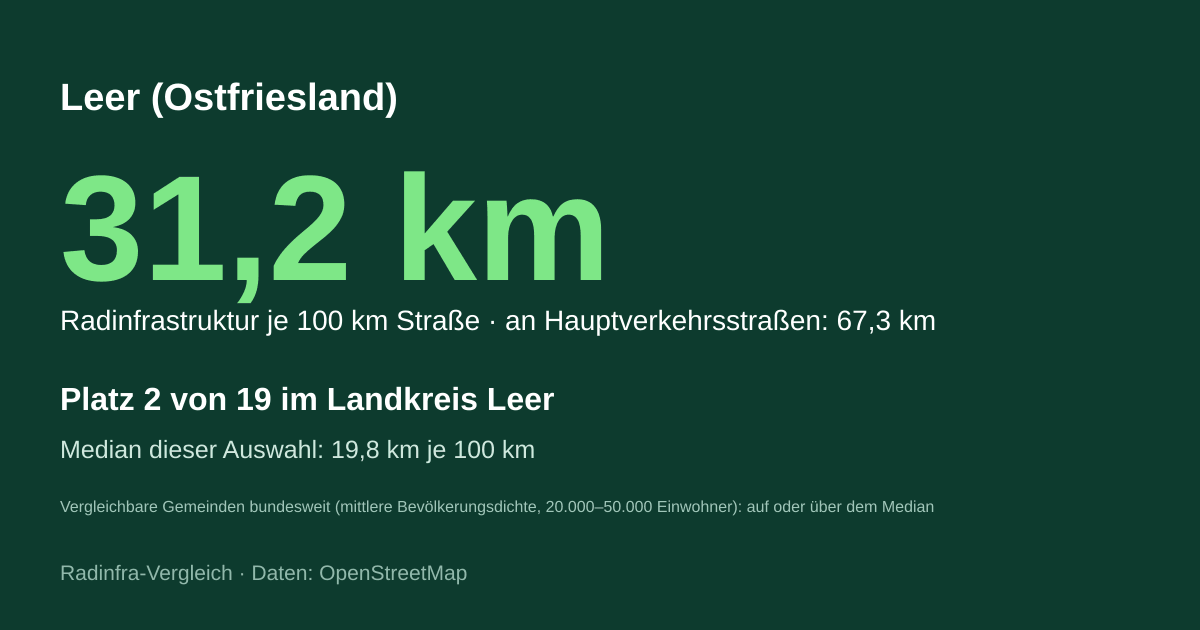 Leer (Ostfriesland)
31,2 km
Radinfrastruktur je 100 km Straße · an Hauptverkehrsstraßen: 67,3 km
Platz 2 von 19 im Landkreis Leer
Median dieser Auswahl: 19,8 km je 100 km
Vergleichbare Gemeinden bundesweit (mittlere Bevölkerungsdichte, 20.000–50.000 Einwohner): auf oder über dem Median
Radinfra-Vergleich · Daten: OpenStreetMap